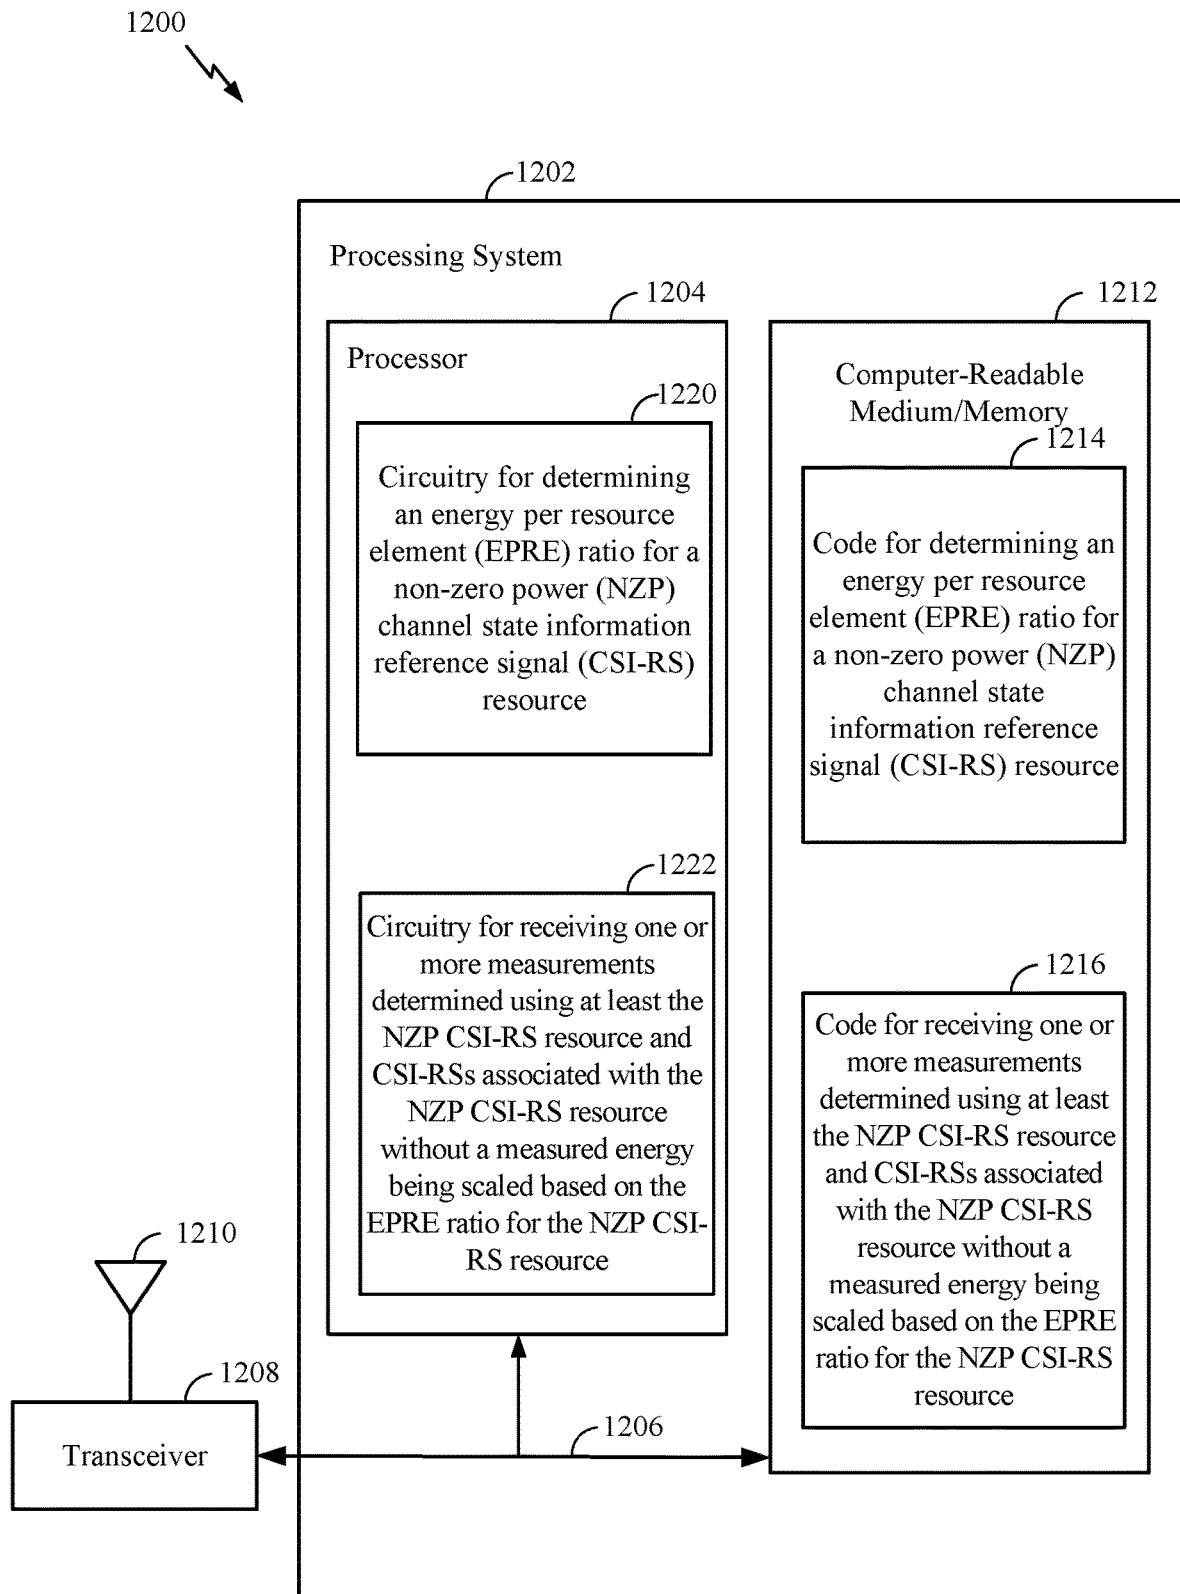 1200
1202
Processing System
1204
Processor
1220
Circuitry for determining
an energy per resource
element (EPRE) ratio for a
non-zero power (NZP)
channel state information
reference signal (CSI-RS)
resource
1222
Circuitry for receiving one or
more measurements
determined using at least the
NZP CSI-RS resource and
CSI-RSs associated with the
NZP CSI-RS resource
without a measured energy
being scaled based on the
EPRE ratio for the NZP CSI-
RS resource
1212
Computer-Readable
Medium/Memory
1214
Code for determining an
energy per resource
element (EPRE) ratio for
a non-zero power (NZP)
channel state
information reference
signal (CSI-RS) resource
1216
Code for receiving one or
more measurements
determined using at least
the NZP CSI-RS resource
and CSI-RSs associated
with the NZP CSI-RS
resource without a
measured energy being
scaled based on the EPRE
ratio for the NZP CSI-RS
resource
1210
1208
Transceiver
1206